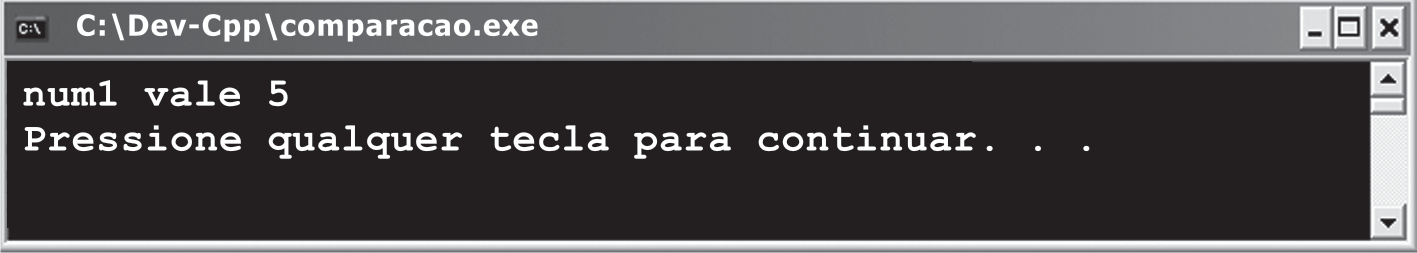 C:\Dev-Cpp\comparacao.exe
num1 vale 5
Pressione qualquer tecla para continuar. . .